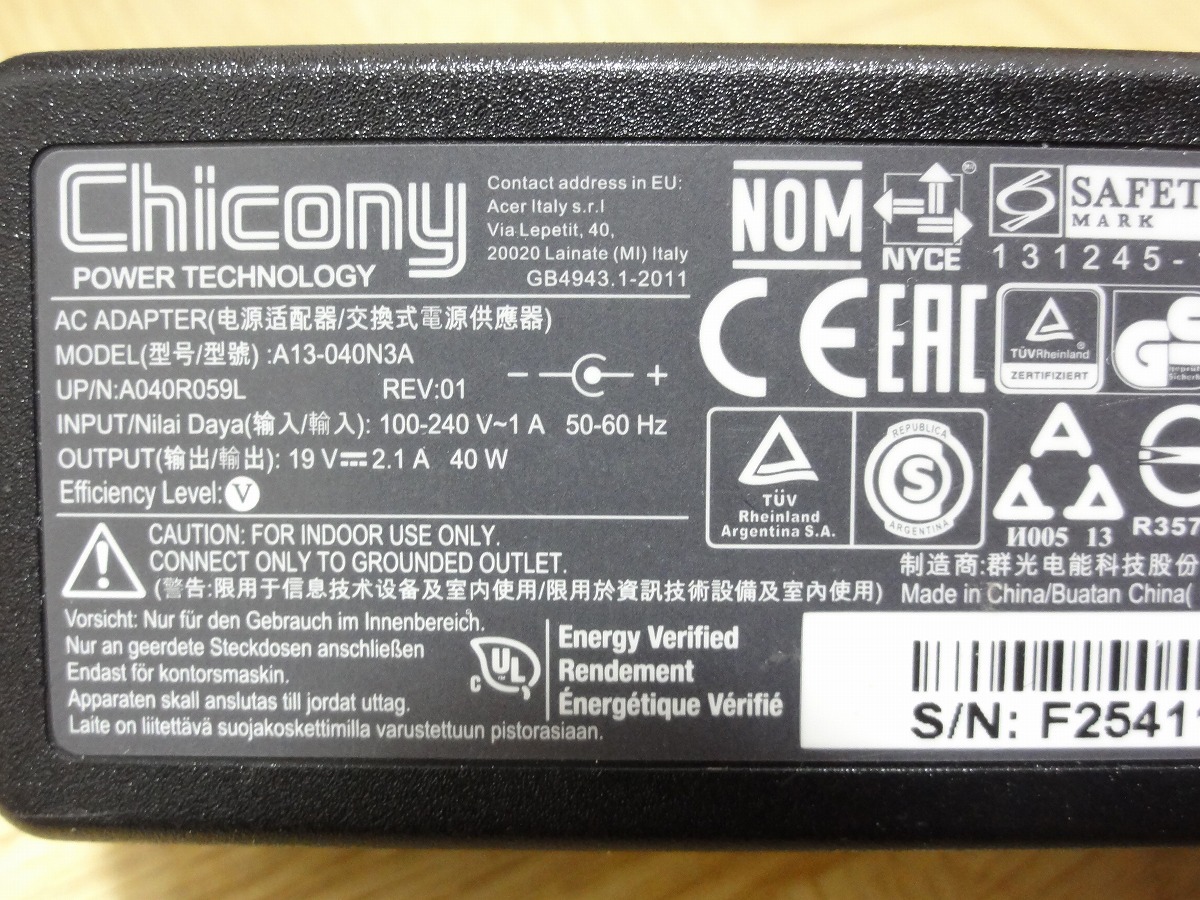 Chicony
POWER TECHNOLOGY
Contact address in EU:
Acer Italy s.r.l
Via Lepetit, 40,
20020 Lainate (MI) Italy
GB4943.1-2011
AC ADAPTER(电源适配器/交換式電源供應器)
MODEL(型号/型號) :A13-040N3A
UP/N:A040R059L REV:01
− +
INPUT/Nilai Daya(输入/輸入): 100-240 V~1 A 50-60 Hz
OUTPUT(输出/輸出): 19 V⎓2.1 A 40 W
Efficiency Level: V
CAUTION: FOR INDOOR USE ONLY.
CONNECT ONLY TO GROUNDED OUTLET.
(警告:限用于信息技术设备及室内使用/限用於資訊技術設備及室內使用)
Vorsicht: Nur für den Gebrauch im Innenbereich.
Nur an geerdete Steckdosen anschließen
Endast för kontorsmaskin.
Apparaten skall anslutas till jordat uttag.
Laite on liitettävä suojakoskettimilla varustettuun pistorasiaan.
c UL
Energy Verified
Rendement
Énergétique Vérifié
NOM
NYCE
SAFET
MARK
131245-
CE
EAC
TÜVRheinland
ZERTIFIZIERT
GS
TÜV
Rheinland
Argentina S.A.
REPUBLICA
S
ARGENTINA
И005 13
R357
制造商:群光电能科技股份
Made in China/Buatan China(
S/N: F2541